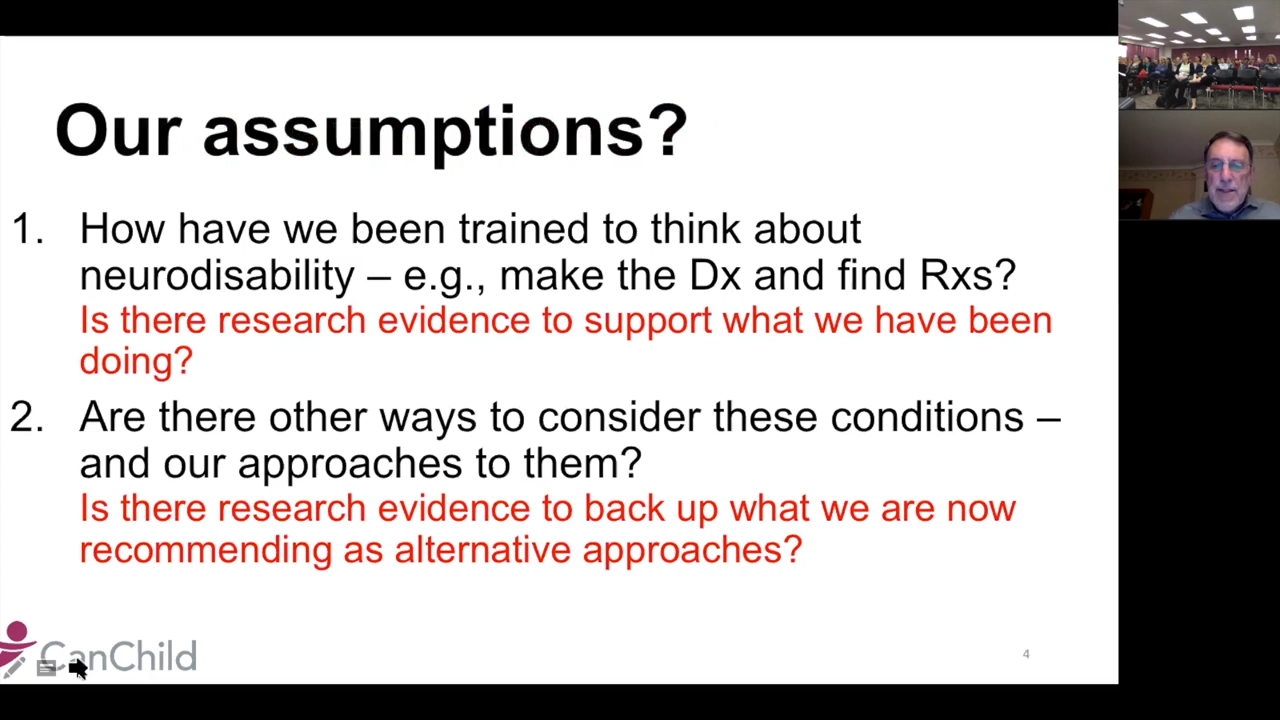 Our assumptions?
1. How have we been trained to think about
neurodisability – e.g., make the Dx and find Rxs?
Is there research evidence to support what we have been
doing?
2. Are there other ways to consider these conditions –
and our approaches to them?
Is there research evidence to back up what we are now
recommending as alternative approaches?
CanChild
4